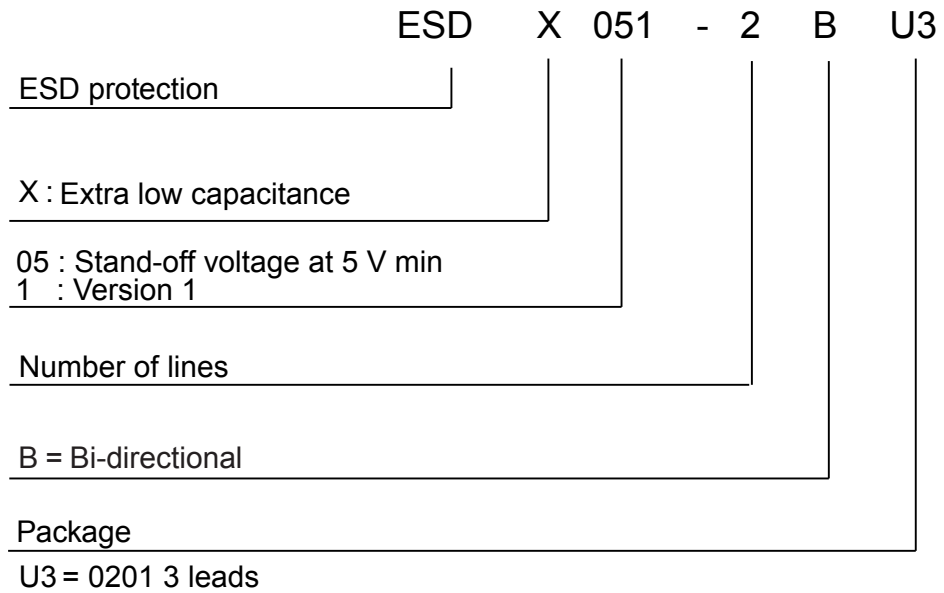 ESD X 051 - 2 B U3
ESD protection
X : Extra low capacitance
05 : Stand-off voltage at 5 V min
1 : Version 1
Number of lines
B = Bi-directional
Package
U3 = 0201 3 leads